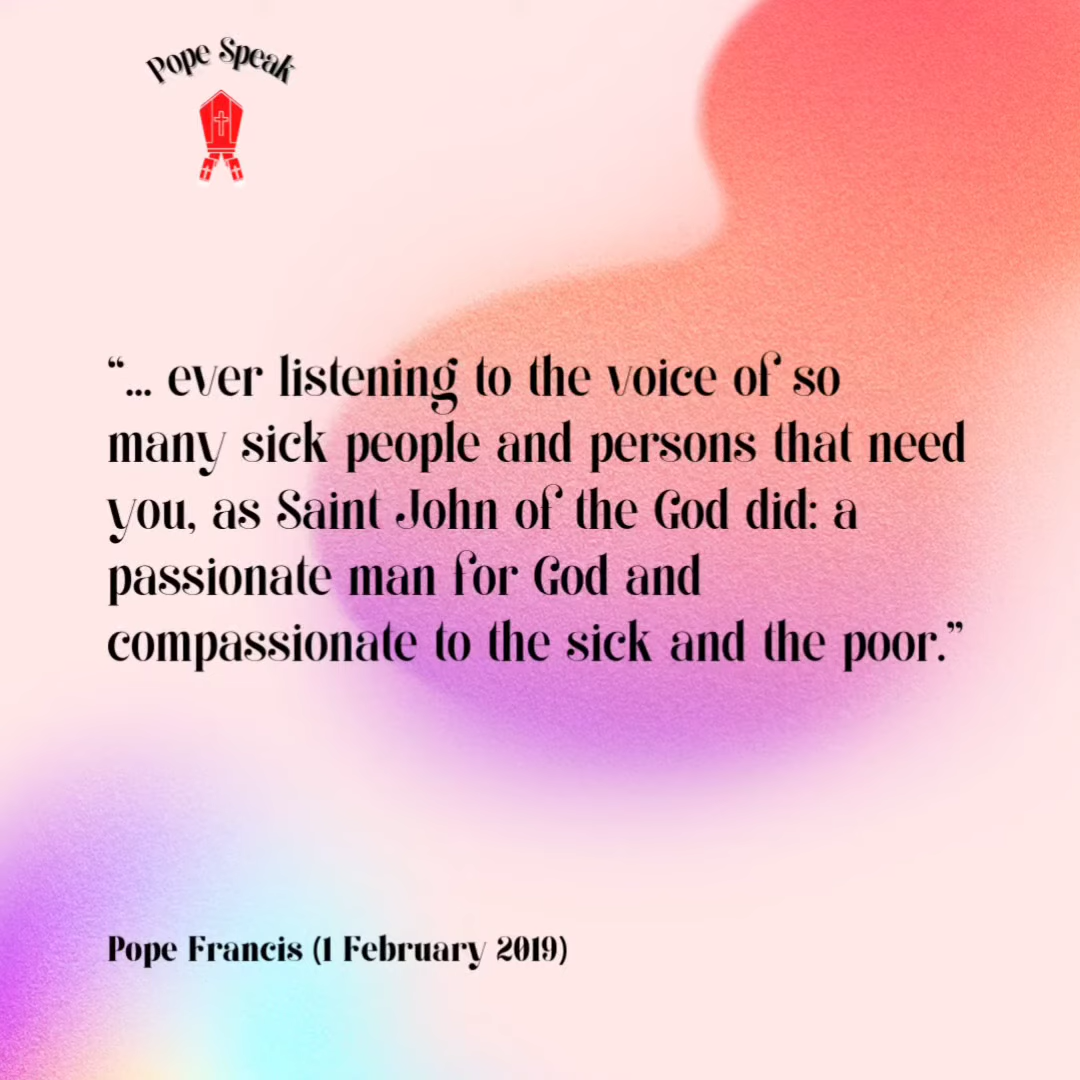 Pope Speak
“... ever listening to the voice of so
many sick people and persons that need
you, as Saint John of the God did: a
passionate man for God and
compassionate to the sick and the poor.”
Pope Francis (1 February 2019)